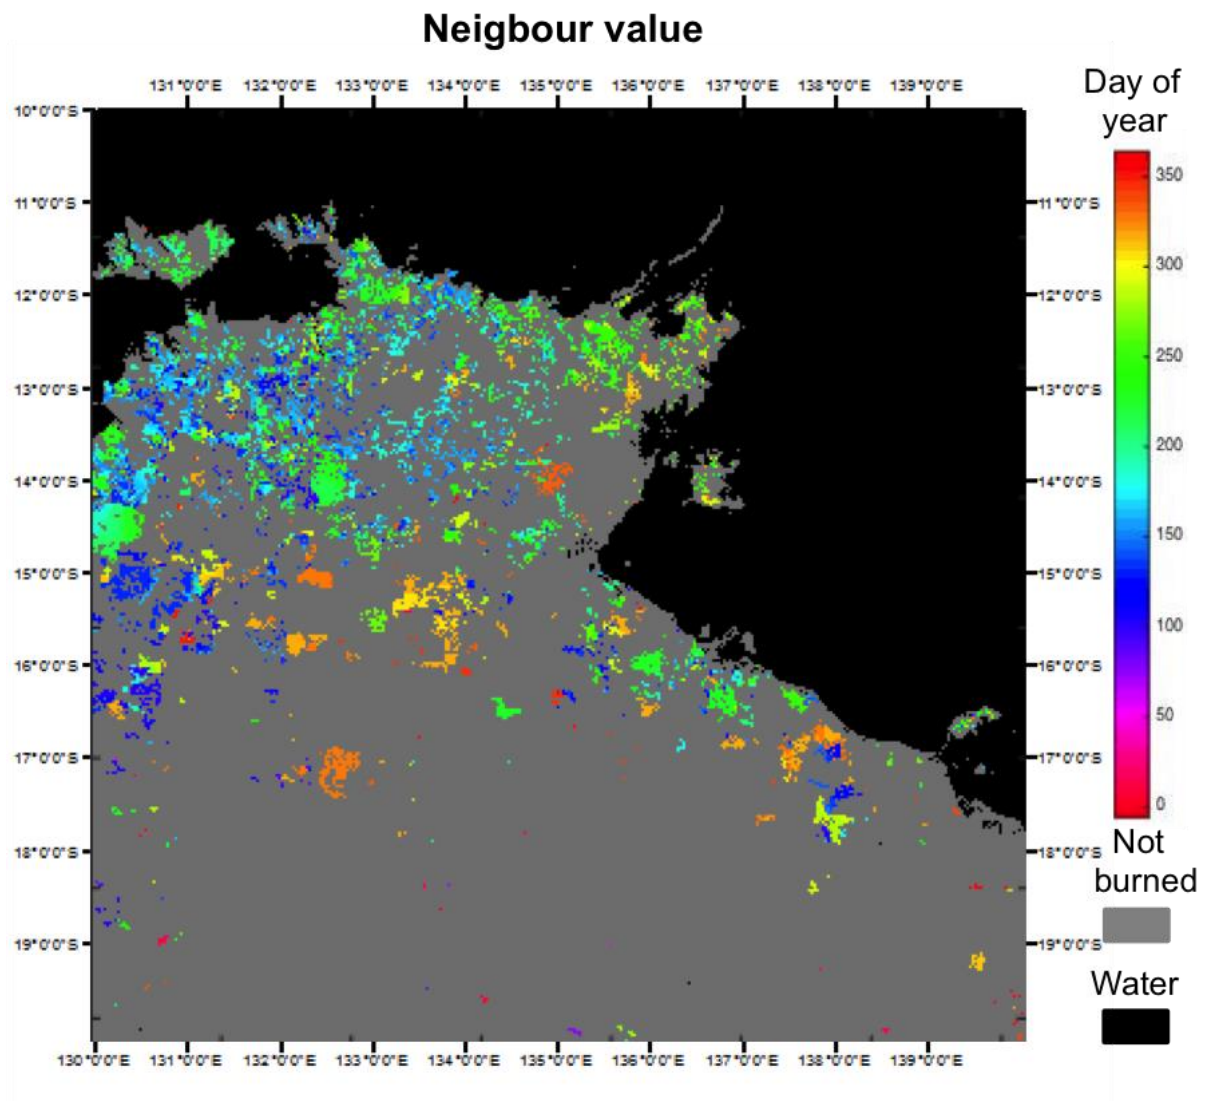 Neigbour value
131°0'0"E 132°0'0"E 133°0'0"E 134°0'0"E 135°0'0"E 136°0'0"E 137°0'0"E 138°0'0"E 139°0'0"E
Day of
year
10°0'0"S
350
11°0'0"S 11°0'0"S
300
12°0'0"S 12°0'0"S
250
13°0'0"S 13°0'0"S
200
14°0'0"S 14°0'0"S
150
15°0'0"S 15°0'0"S
100
16°0'0"S 16°0'0"S
50
17°0'0"S 17°0'0"S
0
Not
18°0'0"S 18°0'0"S
burned
19°0'0"S 19°0'0"S
Water
130°0'0"E 131°0'0"E 132°0'0"E 133°0'0"E 134°0'0"E 135°0'0"E 136°0'0"E 137°0'0"E 138°0'0"E 139°0'0"E